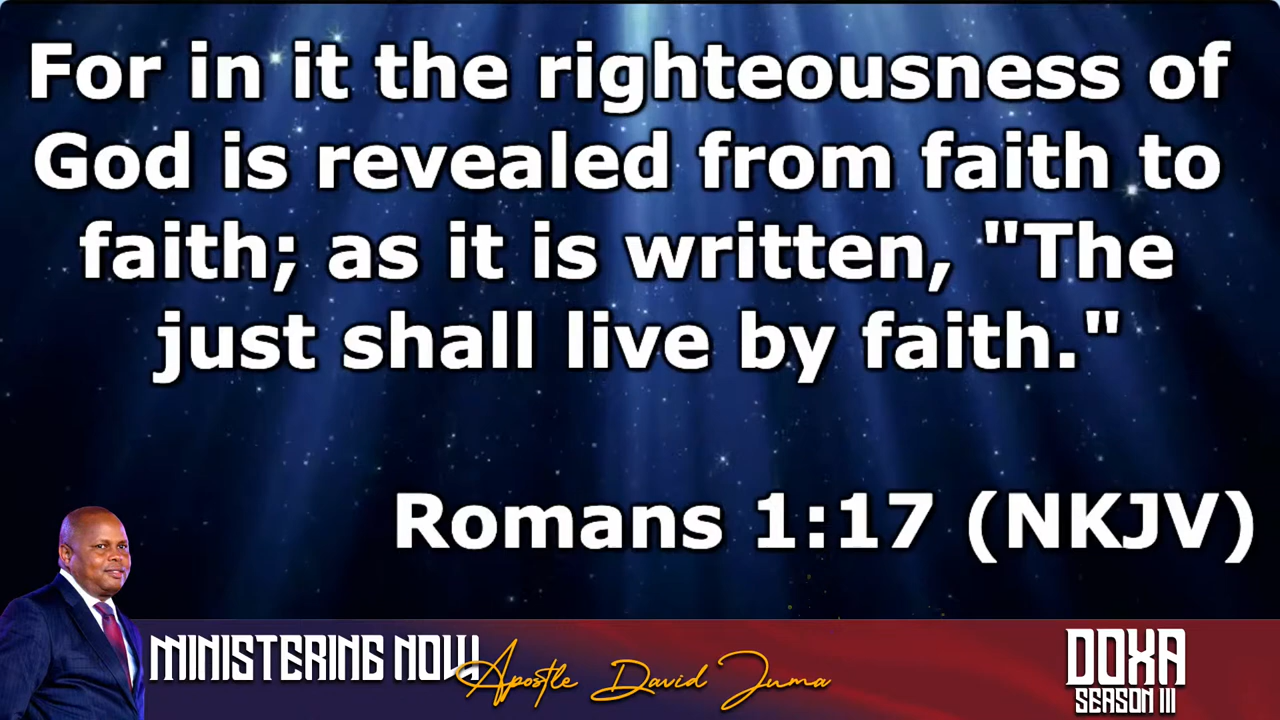 For in it the righteousness of
God is revealed from faith to
faith; as it is written, "The
just shall live by faith."
Romans 1:17 (NKJV)
MINISTERING NOW
Apostle David Juma
DOXA
SEASON III